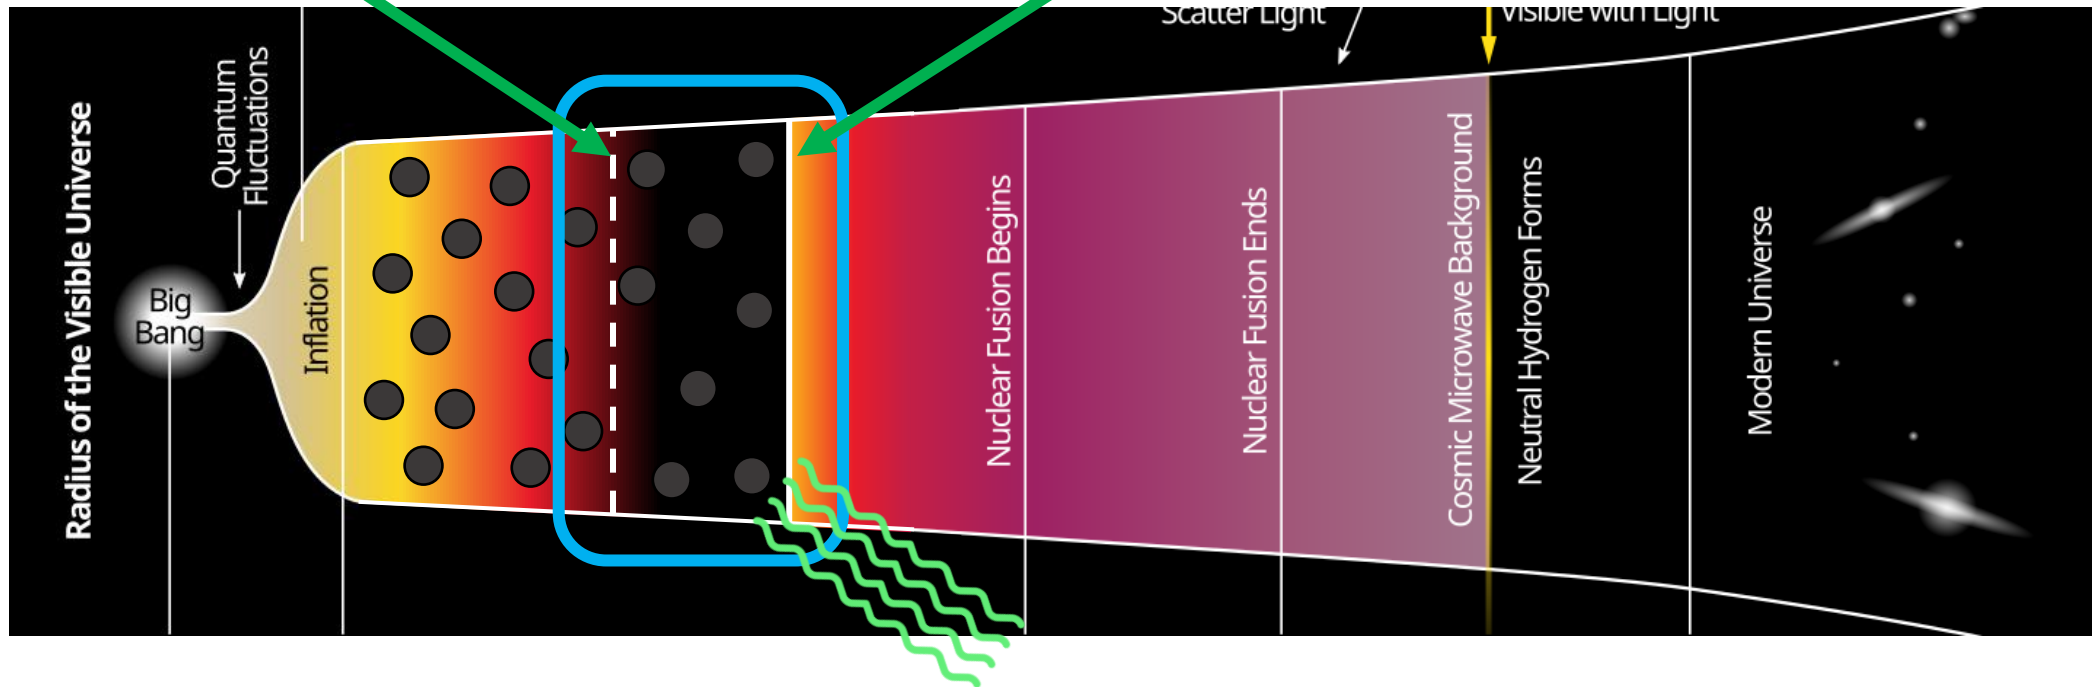 Radius of the Visible Universe
Big
Bang
Quantum
Fluctuations
Inflation
Nuclear Fusion Begins
Nuclear Fusion Ends
Scatter Light
Cosmic Microwave Background
Visible with Light
Neutral Hydrogen Forms
Modern Universe